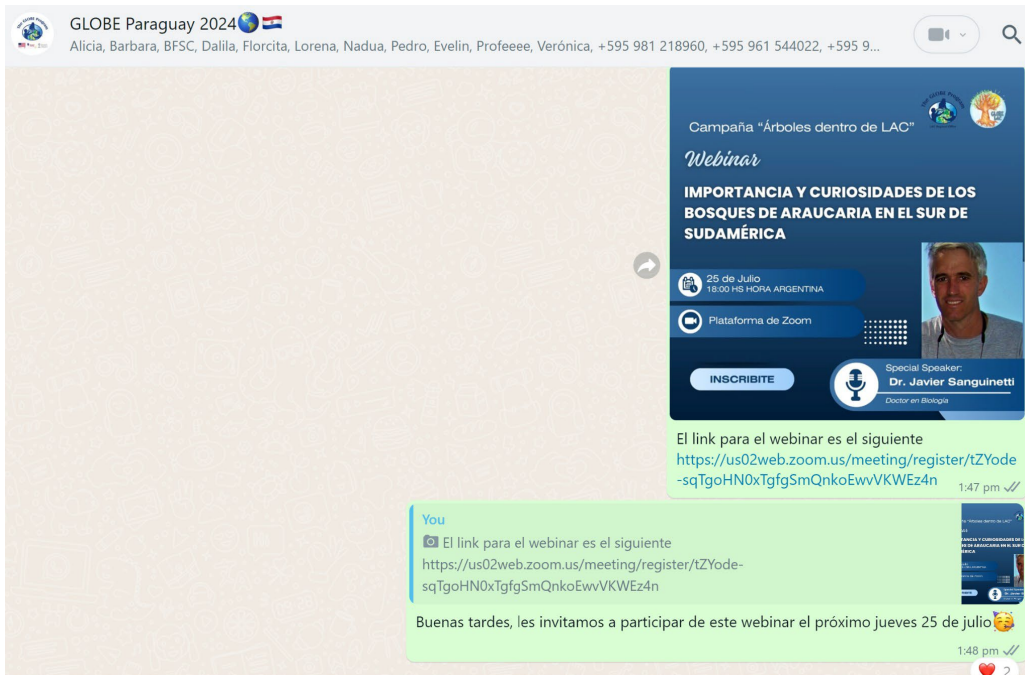 GLOBE Paraguay 2024🌎🇵🇾
Alicia, Barbara, BFSC, Dalila, Florcita, Lorena, Nadua, Pedro, Evelin, Profeeee, Verónica, +595 981 218960, +595 961 544022, +595 9...
Campaña “Árboles dentro de LAC”
Webinar
IMPORTANCIA Y CURIOSIDADES DE LOS
BOSQUES DE ARAUCARIA EN EL SUR DE
SUDAMÉRICA
25 de Julio
18:00 HS HORA ARGENTINA
Plataforma de Zoom
INSCRIBITE
Special Speaker:
Dr. Javier Sanguinetti
Doctor en Biología
El link para el webinar es el siguiente
https://us02web.zoom.us/meeting/register/tZYode
-sqTgoHN0xTgfgSmQnkoEwvVKWEz4n
1:47 pm
You
El link para el webinar es el siguiente
https://us02web.zoom.us/meeting/register/tZYode-
sqTgoHN0xTgfgSmQnkoEwvVKWEz4n
Buenas tardes, les invitamos a participar de este webinar el próximo jueves 25 de julio🥳
1:48 pm
❤️ 2